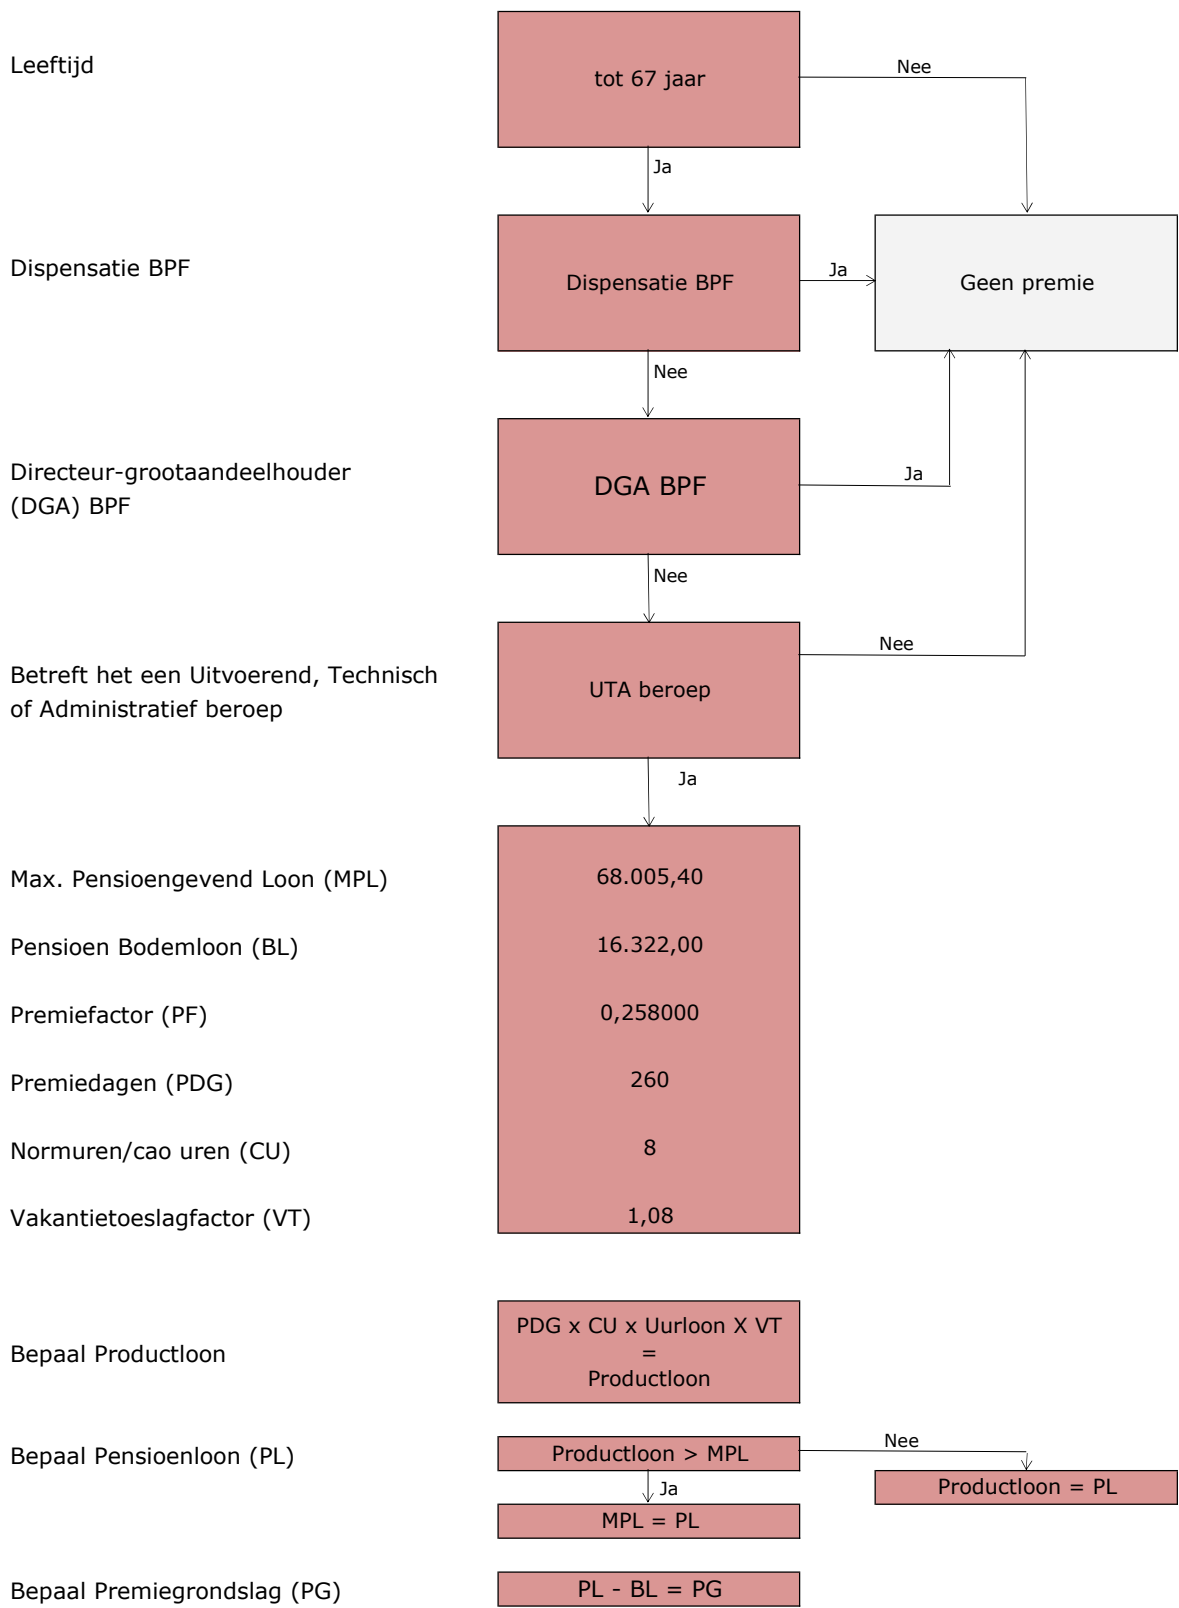 Leeftijd
tot 67 jaar
Nee
Ja
Dispensatie BPF
Dispensatie BPF
Ja
Geen premie
Nee
Directeur-grootaandeelhouder
(DGA) BPF
DGA BPF
Ja
Nee
Betreft het een Uitvoerend, Technisch
of Administratief beroep
UTA beroep
Nee
Ja
Max. Pensioengevend Loon (MPL)
68.005,40
Pensioen Bodemloon (BL)
16.322,00
Premiefactor (PF)
0,258000
Premiedagen (PDG)
260
Normuren/cao uren (CU)
8
Vakantietoeslagfactor (VT)
1,08
Bepaal Productloon
PDG x CU x Uurloon X VT
=
Productloon
Bepaal Pensioenloon (PL)
Productloon > MPL
Nee
Productloon = PL
Ja
MPL = PL
Bepaal Premiegrondslag (PG)
PL - BL = PG